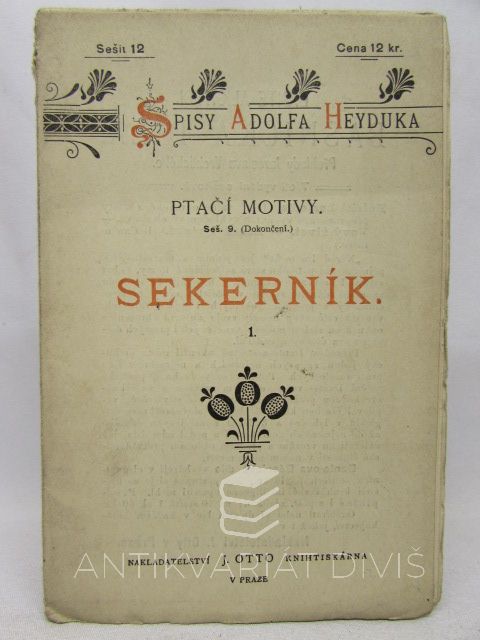 Sešit 12
Cena 12 kr.
SPISY ADOLFA HEYDUKA
PTAČÍ MOTIVY.
Seš. 9. (Dokončení.)
SEKERNÍK.
1.
ANTIKVARIÁT DIVIŠ
NAKLADATELSTVÍ J. OTTO KNIHTISKÁRNA
V PRAZE